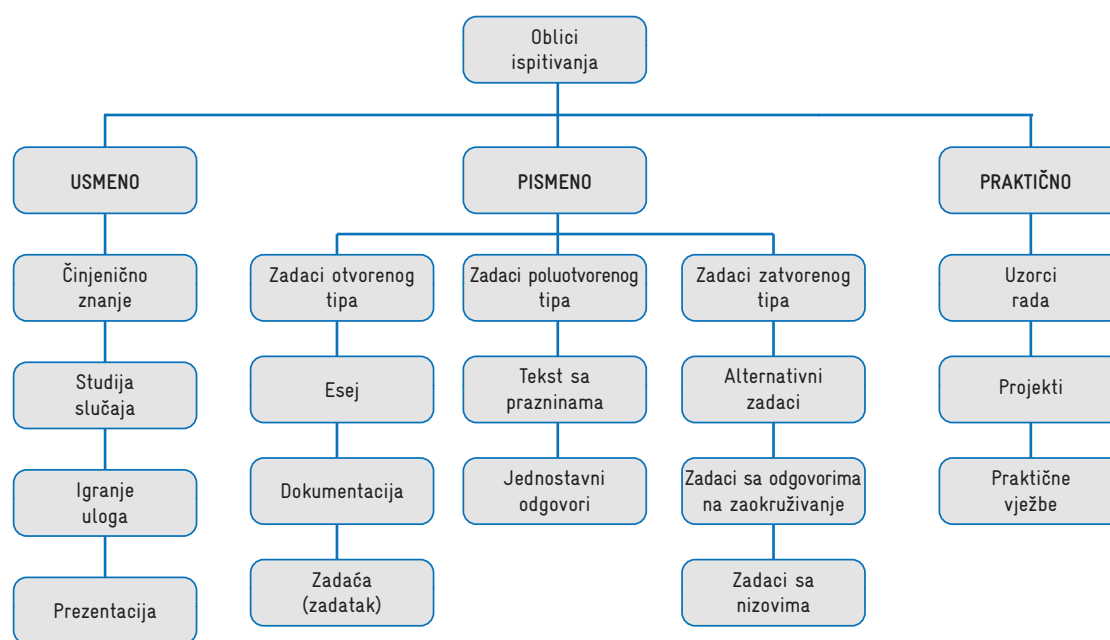 Oblici
ispitivanja
USMENO
PISMENO
PRAKTIČNO
Činjenično
znanje
Zadaci otvorenog
tipa
Zadaci poluotvorenog
tipa
Zadaci zatvorenog
tipa
Uzorci
rada
Studija
slučaja
Esej
Tekst sa
prazninama
Alternativni
zadaci
Projekti
Igranje
uloga
Dokumentacija
Jednostavni
odgovori
Zadaci sa odgovorima
na zaokruživanje
Praktične
vježbe
Prezentacija
Zadaća
(zadatak)
Zadaci sa
nizovima